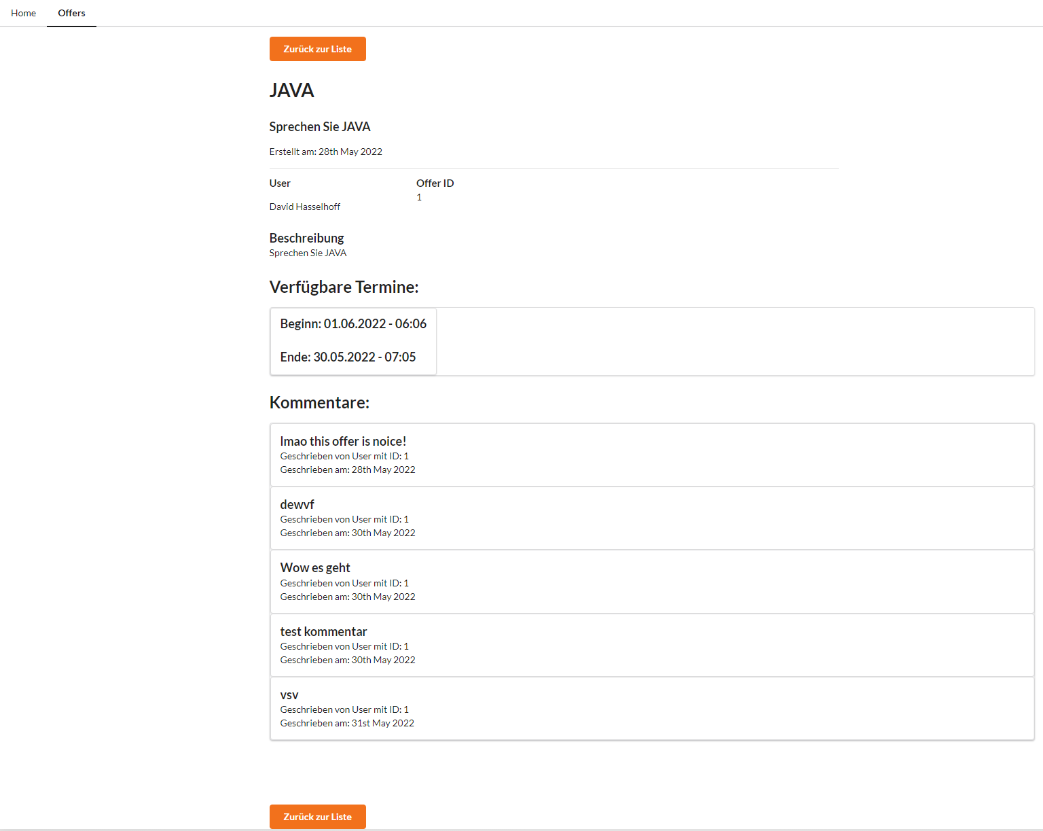 Home Offers
Zurück zur Liste
JAVA
Sprechen Sie JAVA
Erstellt am: 28th May 2022
User Offer ID
1
David Hasselhoff
Beschreibung
Sprechen Sie JAVA
Verfügbare Termine:
Beginn: 01.06.2022 - 06:06
Ende: 30.05.2022 - 07:05
Kommentare:
lmao this offer is noice!
Geschrieben von User mit ID: 1
Geschrieben am: 28th May 2022
dewvf
Geschrieben von User mit ID: 1
Geschrieben am: 30th May 2022
Wow es geht
Geschrieben von User mit ID: 1
Geschrieben am: 30th May 2022
test kommentar
Geschrieben von User mit ID: 1
Geschrieben am: 30th May 2022
vsv
Geschrieben von User mit ID: 1
Geschrieben am: 31st May 2022
Zurück zur Liste